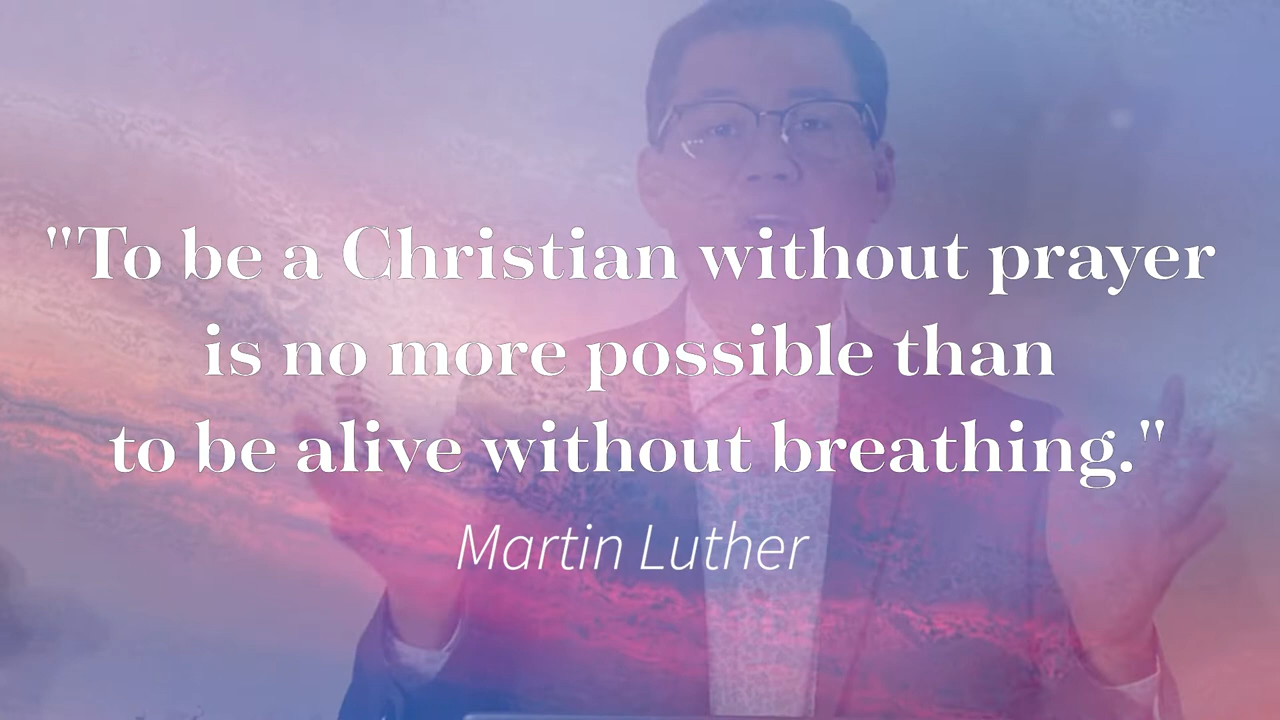 "To be a Christian without prayer
is no more possible than
to be alive without breathing."
Martin Luther